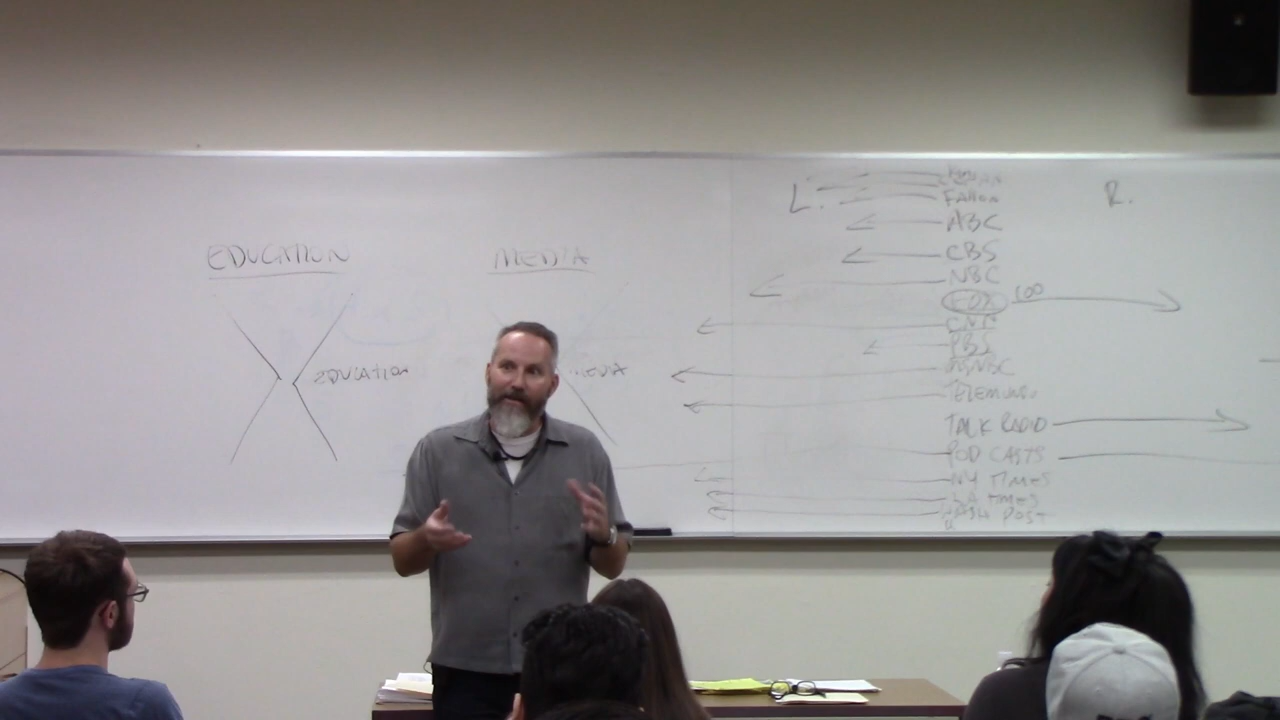 EDUCATION
MEDIA
EDUCATION
MEDIA
L.
R.
FALLON
ABC
CBS
NBC
FOX 100
CNN
PBS
MSNBC
TELEMUNDO
TALK RADIO
POD CASTS
NY TIMES
LA TIMES
WASH POST